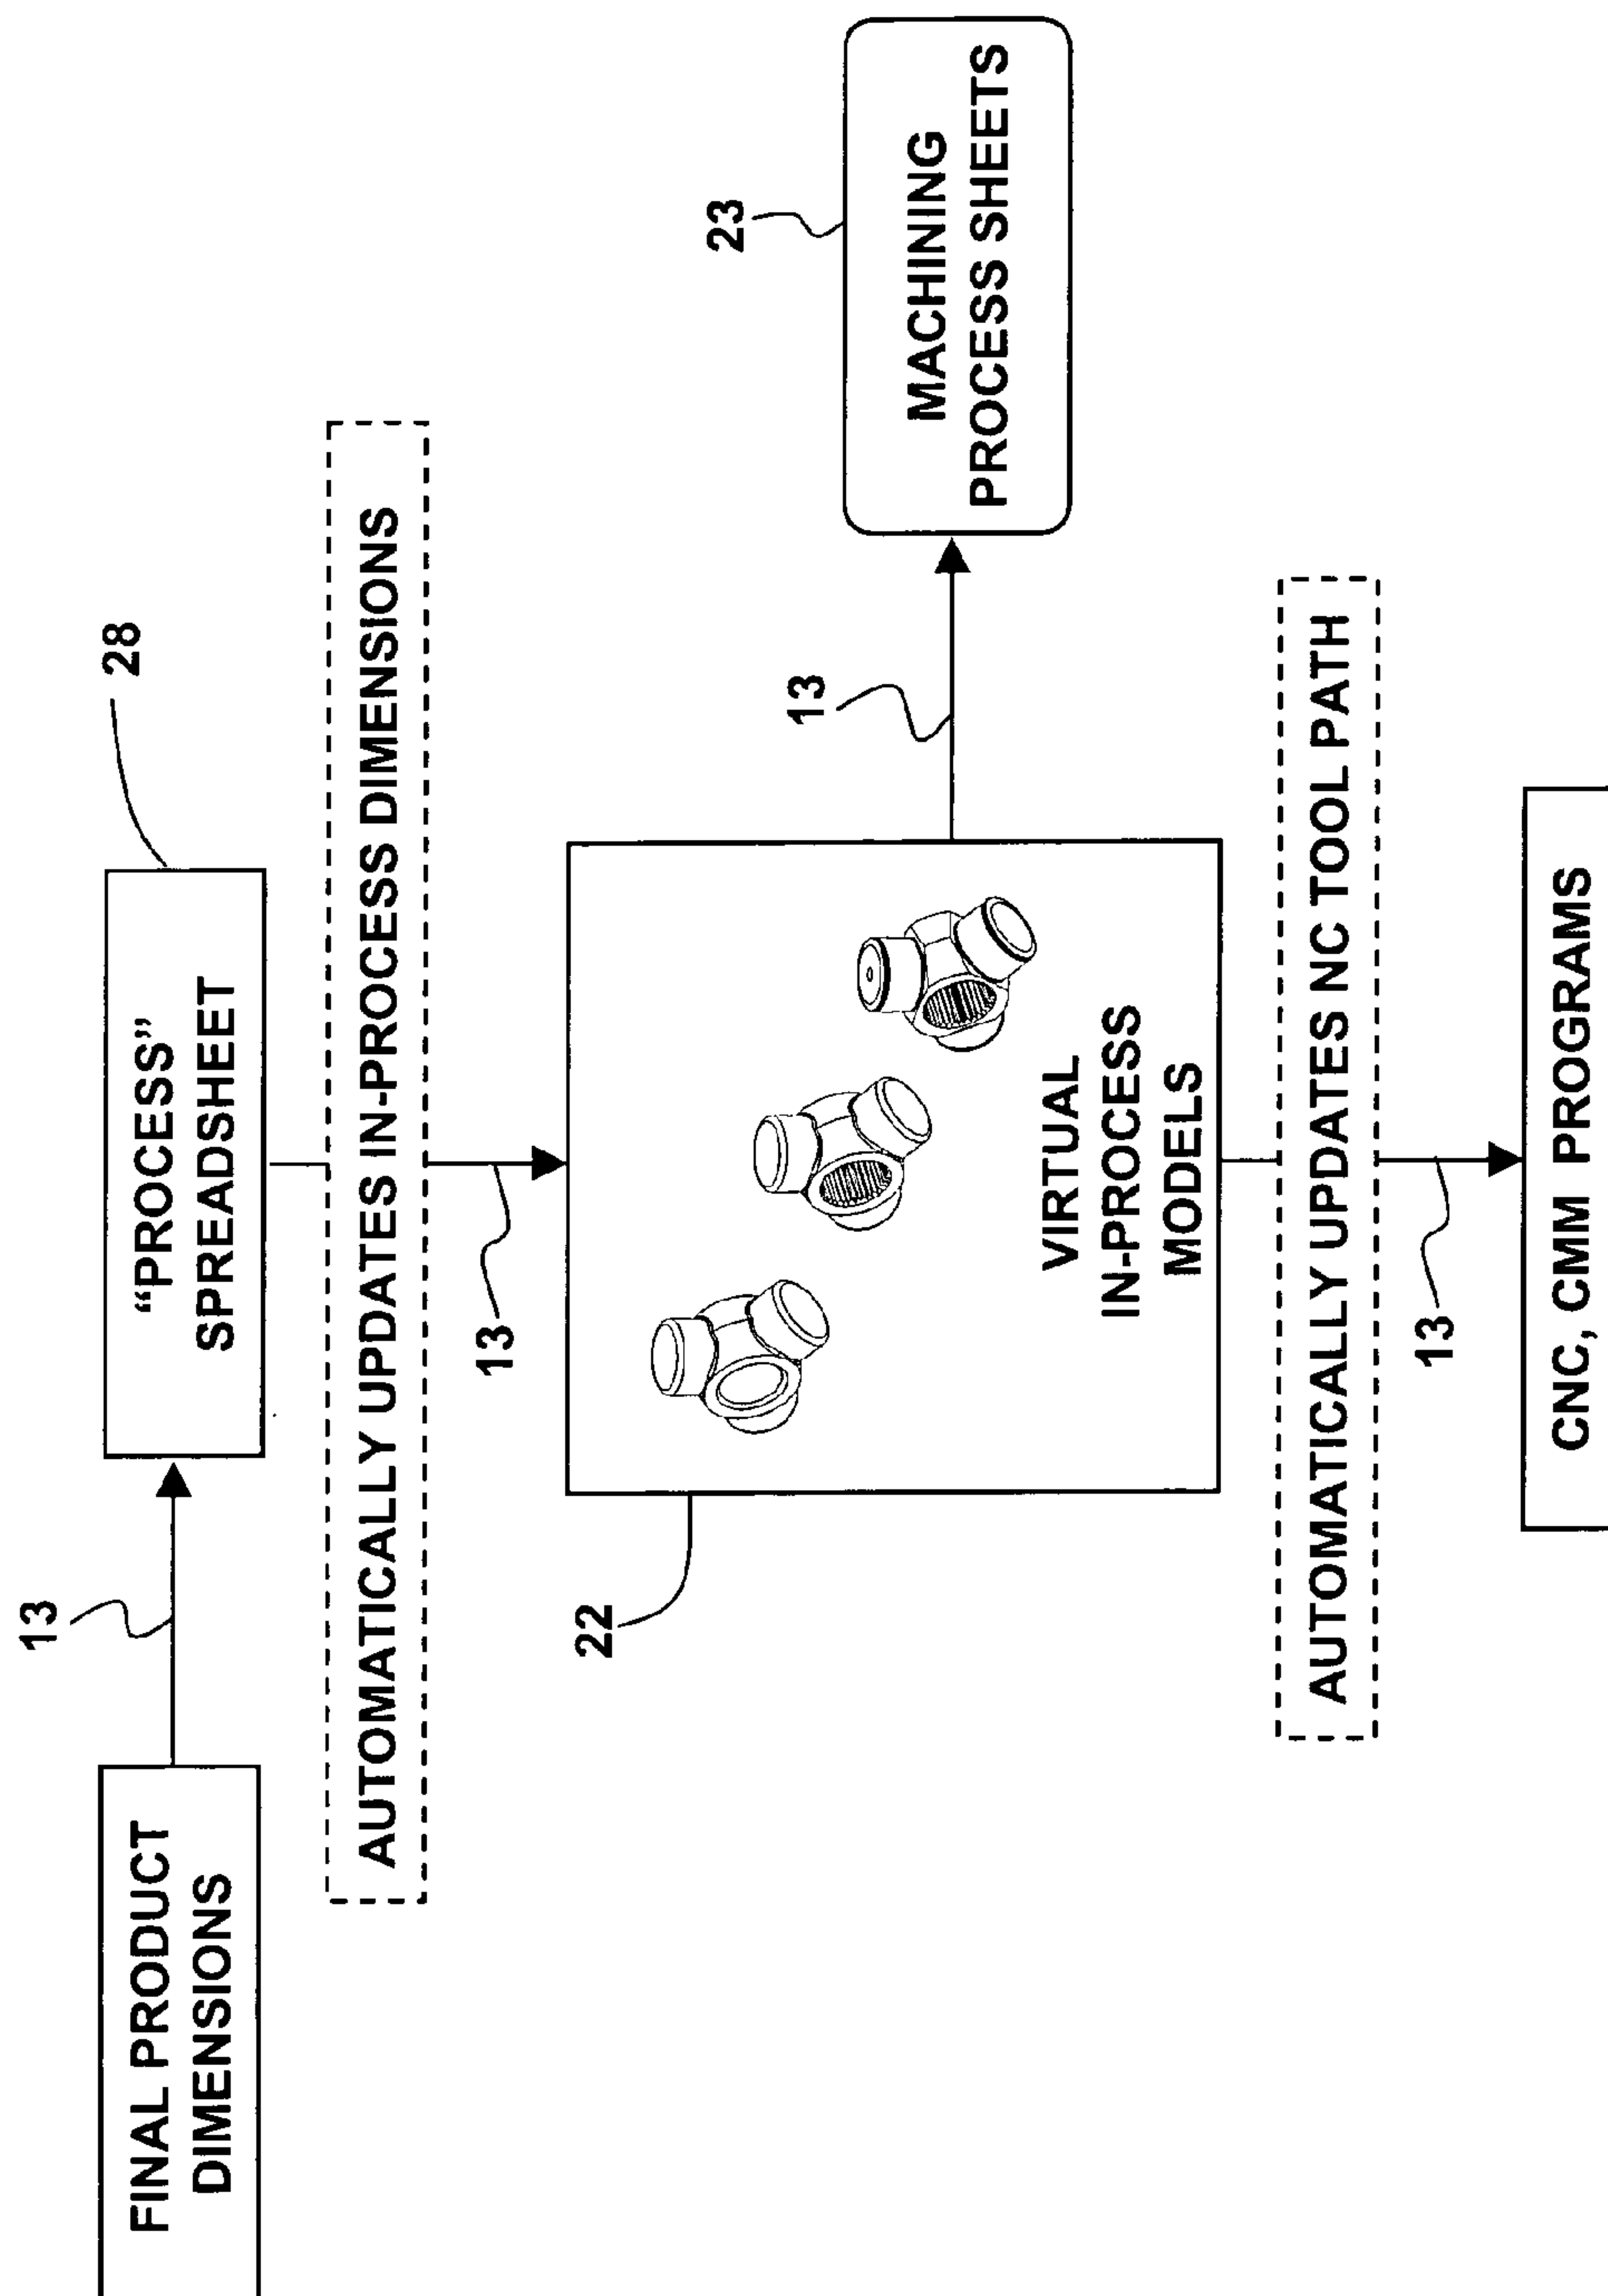 FINAL PRODUCT
DIMENSIONS
13
“PROCESS”
SPREADSHEET
28
AUTOMATICALLY UPDATES IN-PROCESS DIMENSIONS
13
22
VIRTUAL
IN-PROCESS
MODELS
13
23
MACHINING
PROCESS SHEETS
AUTOMATICALLY UPDATES NC TOOL PATH
13
CNC, CMM PROGRAMS